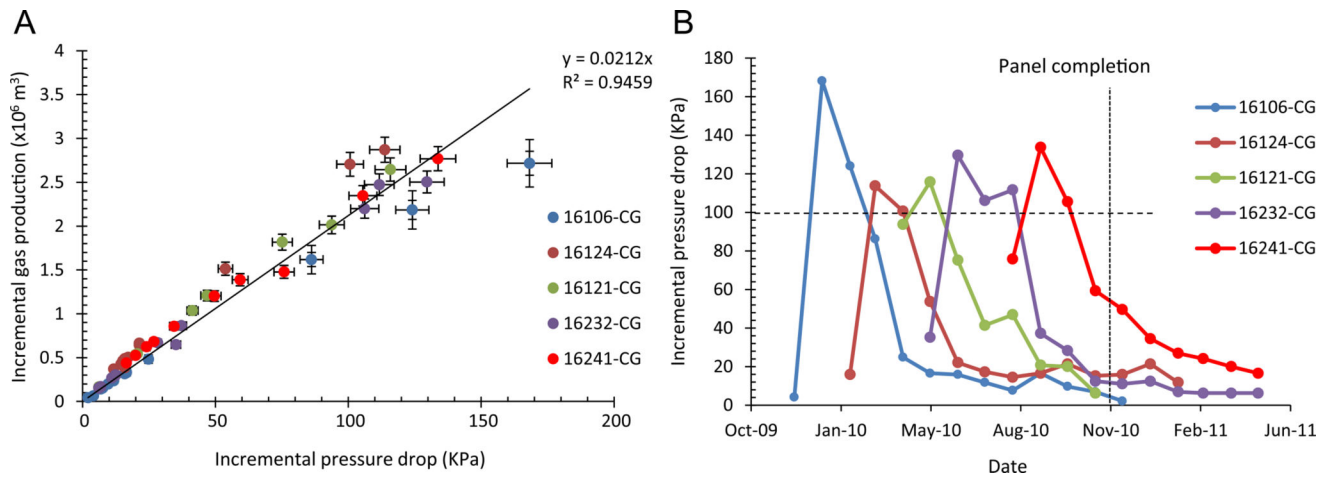 A
Incremental gas production (x10⁶ m³)
4
3.5
3
2.5
2
1.5
1
0.5
0
0
50
100
150
200
Incremental pressure drop (KPa)
y = 0.0212x
R² = 0.9459
16106-CG
16124-CG
16121-CG
16232-CG
16241-CG
B
Incremental pressure drop (KPa)
180
160
140
120
100
80
60
40
20
0
Oct-09
Jan-10
May-10
Aug-10
Nov-10
Feb-11
Jun-11
Date
Panel completion
16106-CG
16124-CG
16121-CG
16232-CG
16241-CG